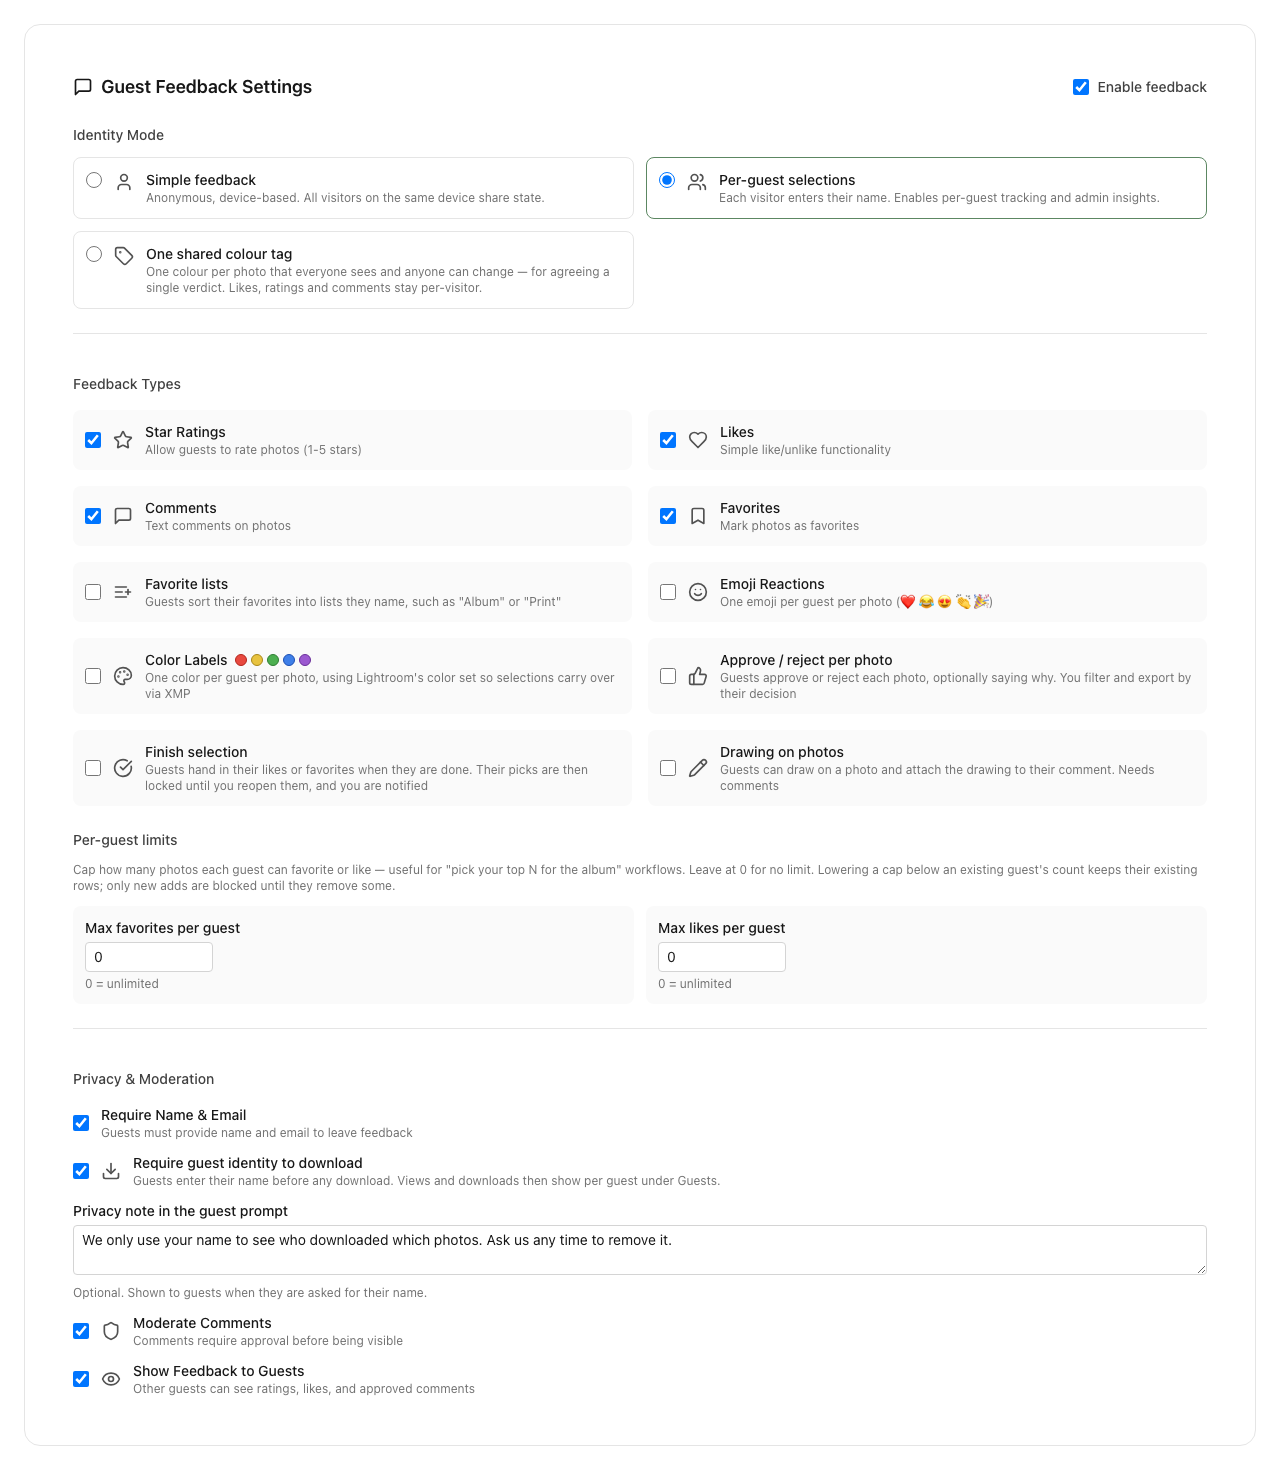 Guest Feedback Settings
Enable feedback
Identity Mode
Simple feedback
Anonymous, device-based. All visitors on the same device share state.
Per-guest selections
Each visitor enters their name. Enables per-guest tracking and admin insights.
One shared colour tag
One colour per photo that everyone sees and anyone can change — for agreeing a
single verdict. Likes, ratings and comments stay per-visitor.
Feedback Types
Star Ratings
Allow guests to rate photos (1-5 stars)
Likes
Simple like/unlike functionality
Comments
Text comments on photos
Favorites
Mark photos as favorites
Favorite lists
Guests sort their favorites into lists they name, such as "Album" or "Print"
Emoji Reactions
One emoji per guest per photo (❤️ 😂 😍 👏 🎉)
Color Labels
One color per guest per photo, using Lightroom's color set so selections carry over
via XMP
Approve / reject per photo
Guests approve or reject each photo, optionally saying why. You filter and export by
their decision
Finish selection
Guests hand in their likes or favorites when they are done. Their picks are then
locked until you reopen them, and you are notified
Drawing on photos
Guests can draw on a photo and attach the drawing to their comment. Needs
comments
Per-guest limits
Cap how many photos each guest can favorite or like — useful for "pick your top N for the album" workflows. Leave at 0 for no limit. Lowering a cap below an existing guest's count keeps their existing
rows; only new adds are blocked until they remove some.
Max favorites per guest
0
0 = unlimited
Max likes per guest
0
0 = unlimited
Privacy & Moderation
Require Name & Email
Guests must provide name and email to leave feedback
Require guest identity to download
Guests enter their name before any download. Views and downloads then show per guest under Guests.
Privacy note in the guest prompt
We only use your name to see who downloaded which photos. Ask us any time to remove it.
Optional. Shown to guests when they are asked for their name.
Moderate Comments
Comments require approval before being visible
Show Feedback to Guests
Other guests can see ratings, likes, and approved comments